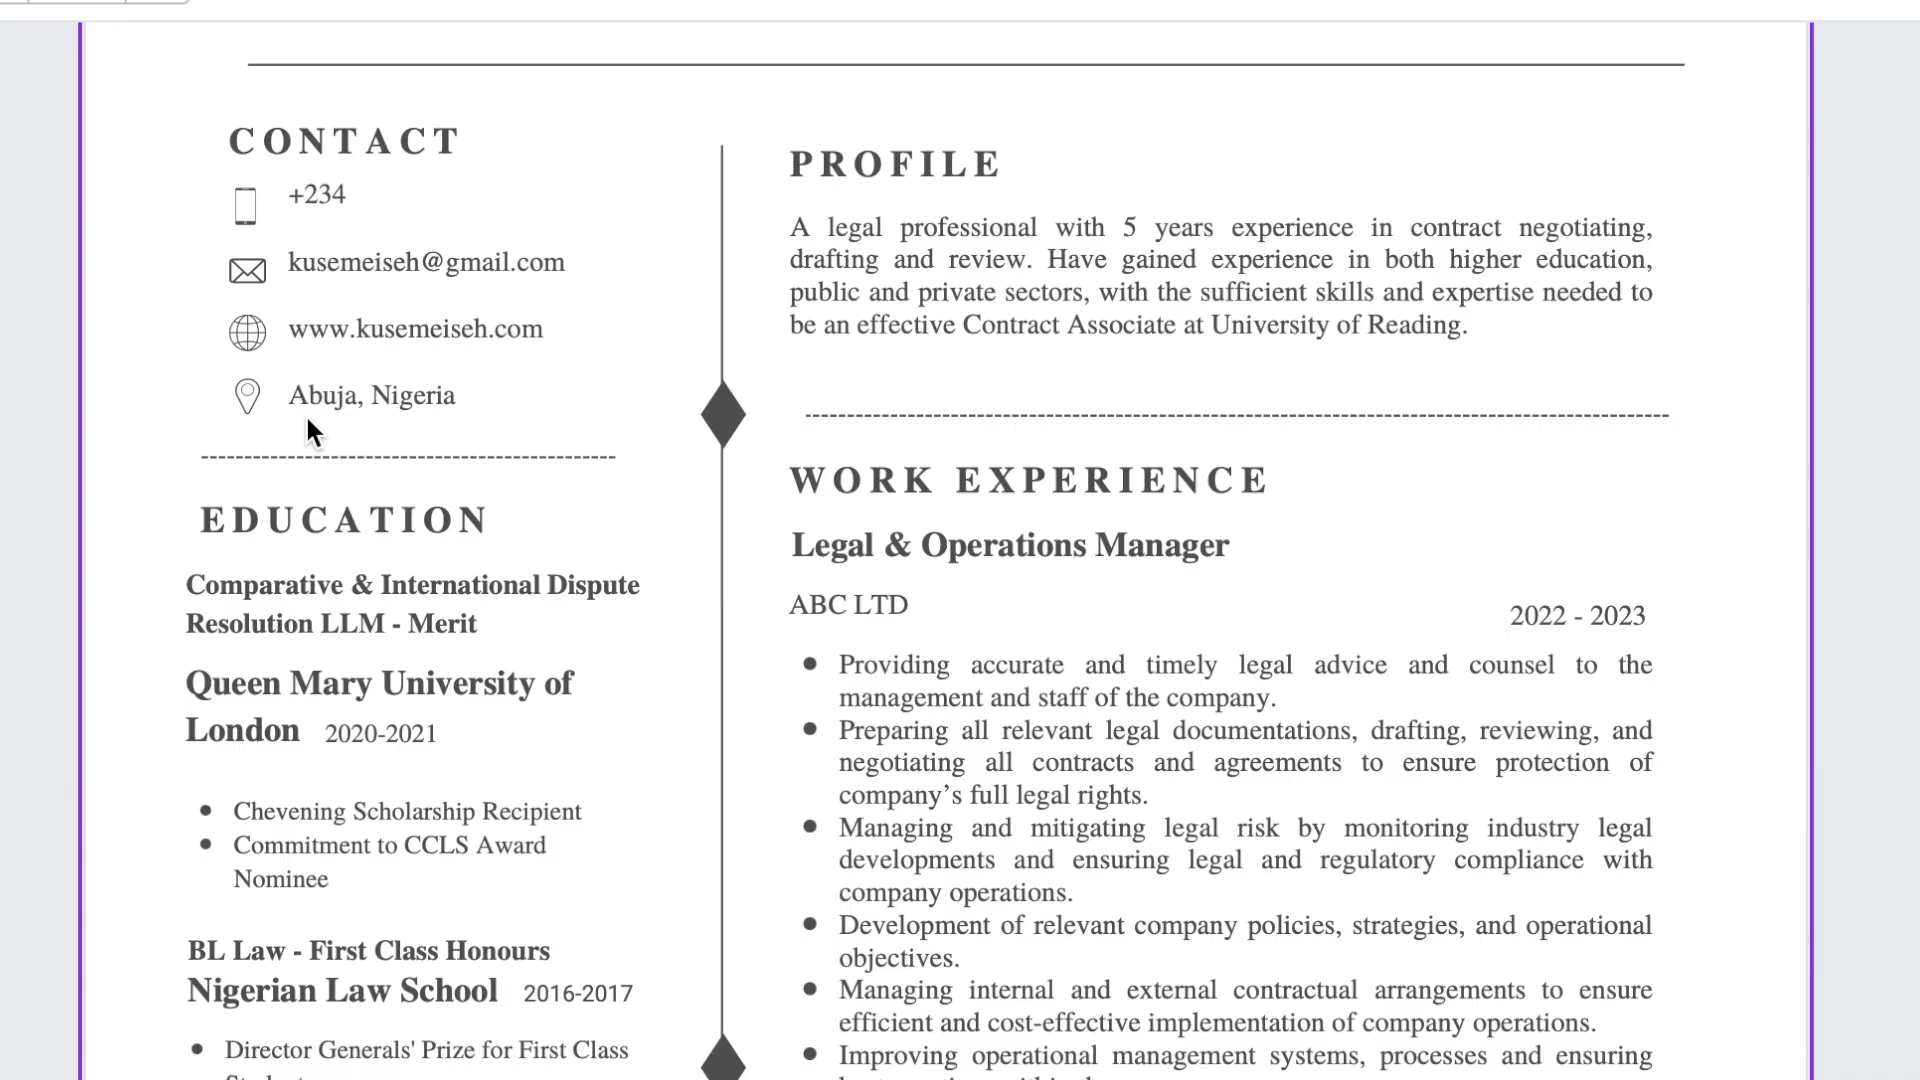 CONTACT
+234
kusemeiseh@gmail.com
www.kusemeiseh.com
Abuja, Nigeria
EDUCATION
Comparative & International Dispute
Resolution LLM - Merit
Queen Mary University of
London 2020-2021
Chevening Scholarship Recipient
Commitment to CCLS Award
Nominee
BL Law - First Class Honours
Nigerian Law School 2016-2017
Director Generals' Prize for First Class
PROFILE
A legal professional with 5 years experience in contract negotiating,
drafting and review. Have gained experience in both higher education,
public and private sectors, with the sufficient skills and expertise needed to
be an effective Contract Associate at University of Reading.
WORK EXPERIENCE
Legal & Operations Manager
ABC LTD
2022 - 2023
Providing accurate and timely legal advice and counsel to the
management and staff of the company.
Preparing all relevant legal documentations, drafting, reviewing, and
negotiating all contracts and agreements to ensure protection of
company’s full legal rights.
Managing and mitigating legal risk by monitoring industry legal
developments and ensuring legal and regulatory compliance with
company operations.
Development of relevant company policies, strategies, and operational
objectives.
Managing internal and external contractual arrangements to ensure
efficient and cost-effective implementation of company operations.
Improving operational management systems, processes and ensuring